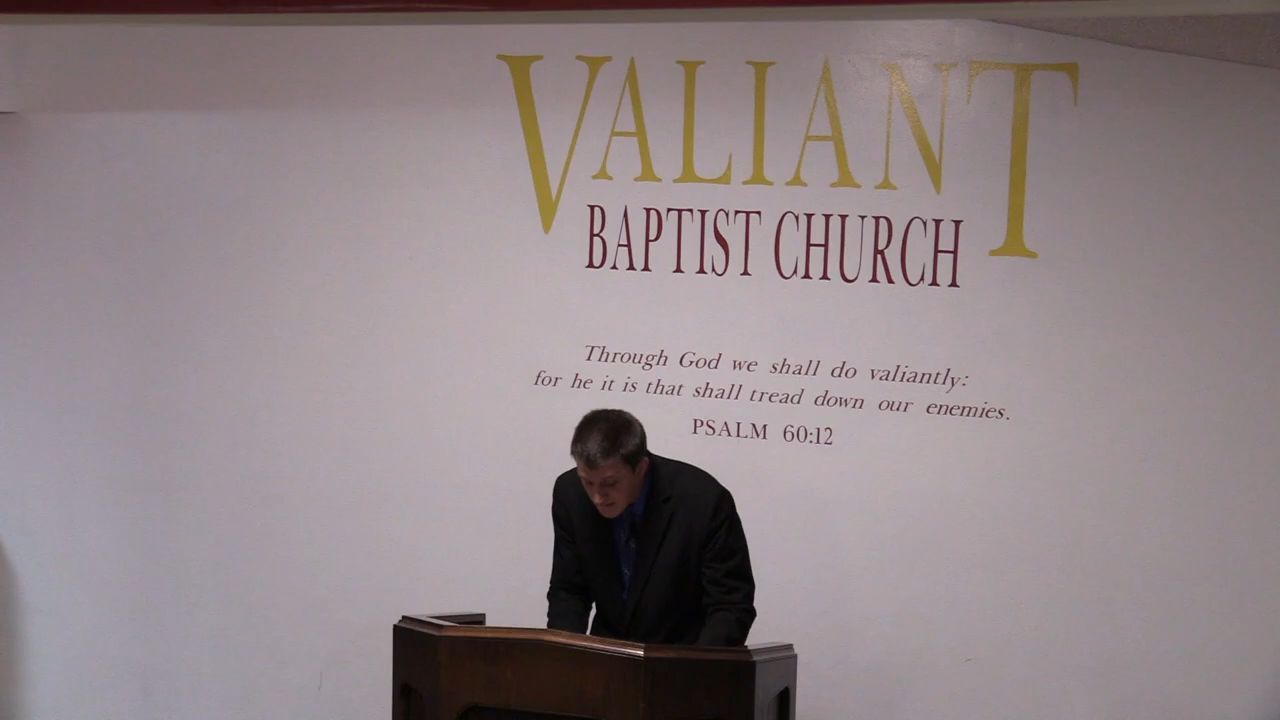 VALIANT
BAPTIST CHURCH
Through God we shall do valiantly:
for he it is that shall tread down our enemies.
PSALM 60:12